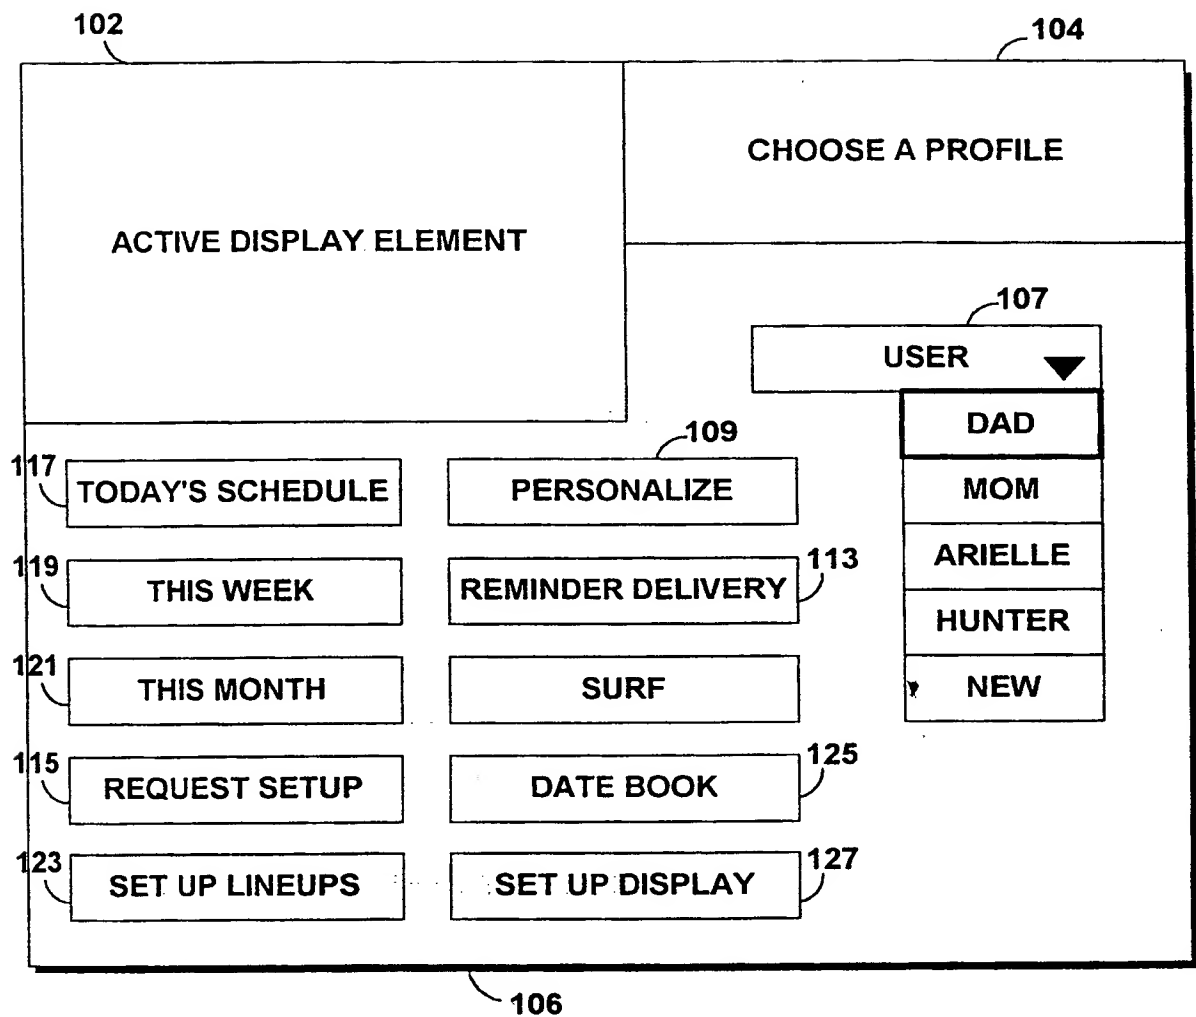 102
104
CHOOSE A PROFILE
ACTIVE DISPLAY ELEMENT
107
USER
DAD
MOM
ARIELLE
HUNTER
NEW
109
117
TODAY'S SCHEDULE
PERSONALIZE
119
THIS WEEK
REMINDER DELIVERY
113
121
THIS MONTH
SURF
115
REQUEST SETUP
DATE BOOK
125
123
SET UP LINEUPS
SET UP DISPLAY
127
106